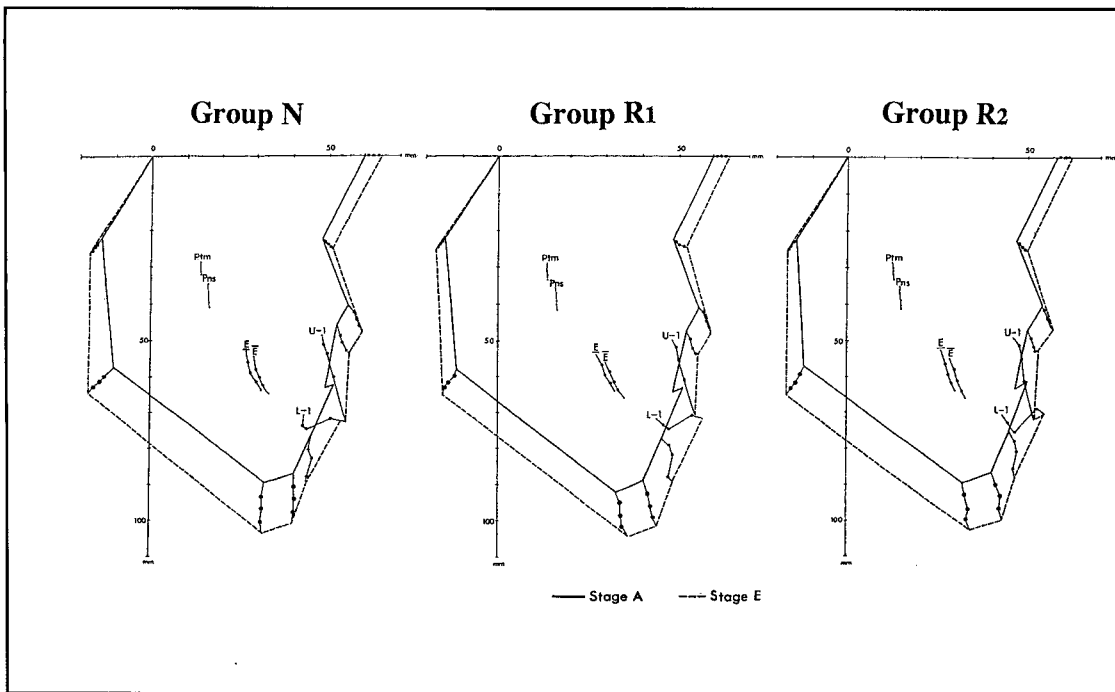 Group N
Group R1
Group R2
0
50
mm
0
50
mm
0
50
mm
Ptm
Pns
Ptm
Pns
Ptm
Pns
50
E
E
U-1
L-1
50
E
E
U-1
L-1
50
E
E
U-1
L-1
100
mm
100
mm
100
mm
Stage A
Stage E